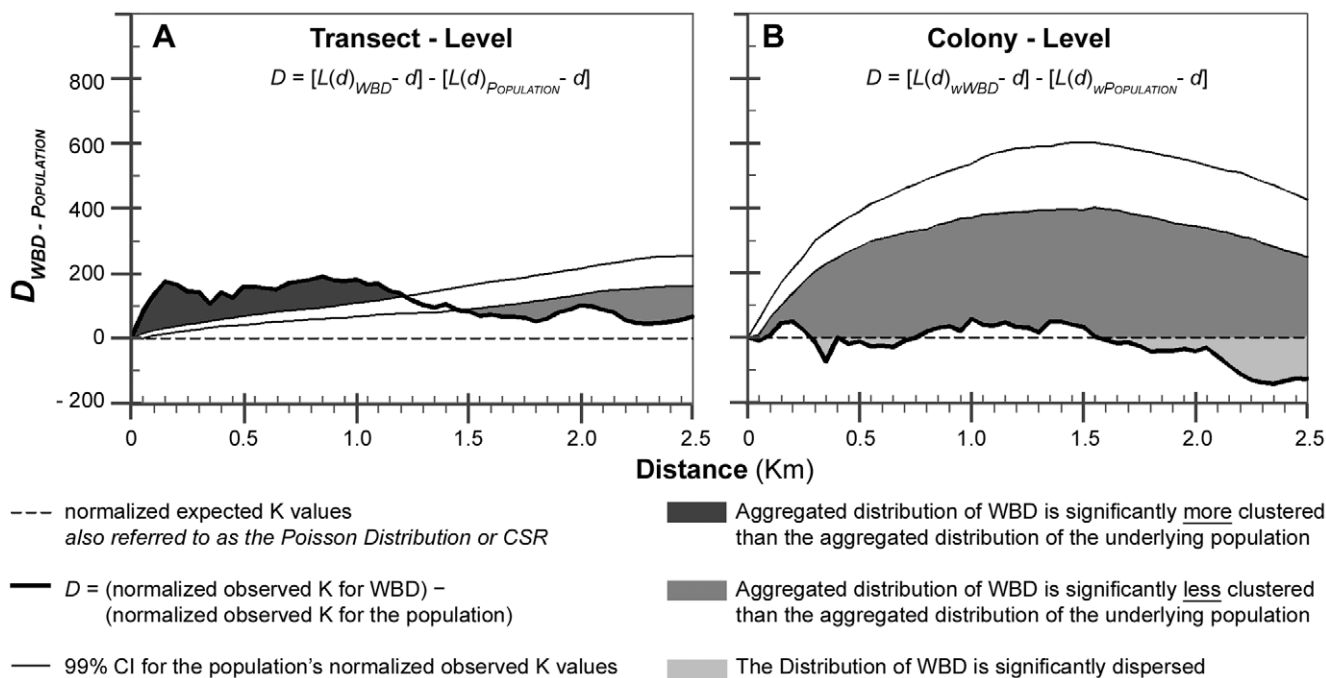 A Transect - Level
D = [L(d)WBD- d] - [L(d)POPULATION- d]
B Colony - Level
D = [L(d)wWBD- d] - [L(d)wPOPULATION- d]
DWBD - POPULATION
800
600
400
200
0
- 200
0 0.5 1.0 1.5 2.0 2.5
0 0.5 1.0 1.5 2.0 2.5
Distance (Km)
normalized expected K values
also referred to as the Poisson Distribution or CSR
D = (normalized observed K for WBD) –
(normalized observed K for the population)
99% CI for the population's normalized observed K values
Aggregated distribution of WBD is significantly more clustered
than the aggregated distribution of the underlying population
Aggregated distribution of WBD is significantly less clustered
than the aggregated distribution of the underlying population
The Distribution of WBD is significantly dispersed